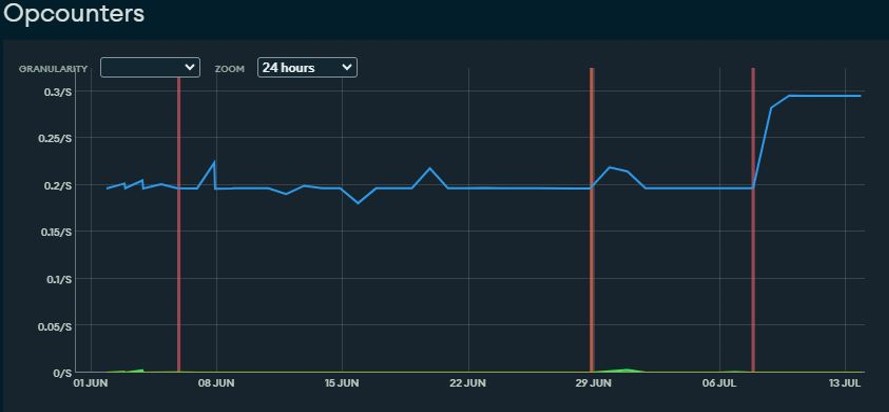 Opcounters
GRANULARITY ZOOM 24 hours
0.3/S
0.25/S
0.2/S
0.15/S
0.1/S
0.05/S
0/S
01 JUN 08 JUN 15 JUN 22 JUN 29 JUN 06 JUL 13 JUL